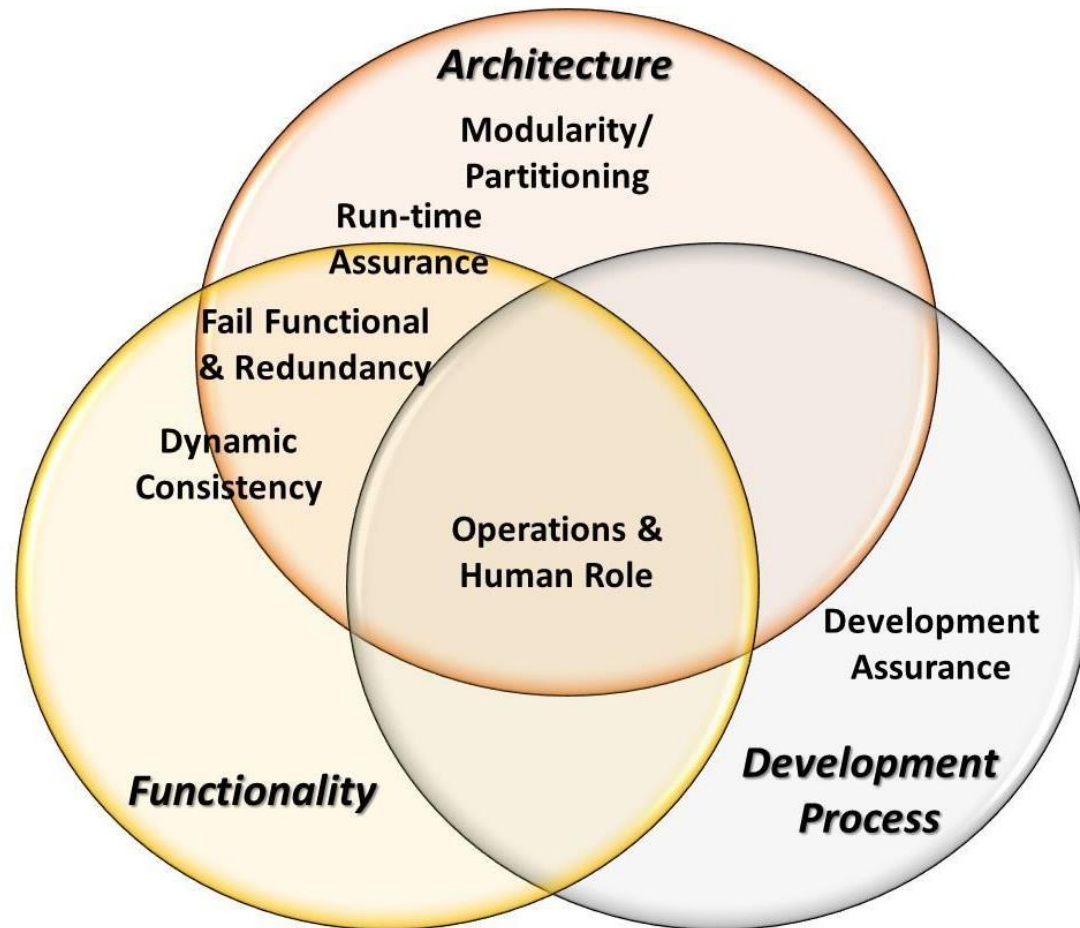 Architecture
Modularity/
Partitioning
Run-time
Assurance
Fail Functional
& Redundancy
Dynamic
Consistency
Operations &
Human Role
Development
Assurance
Functionality
Development
Process